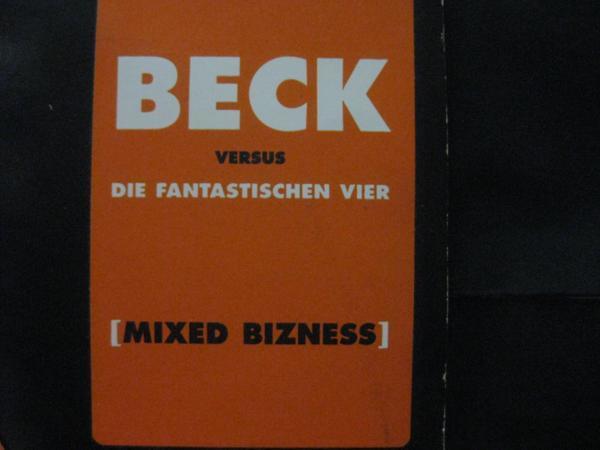 BECK
VERSUS
DIE FANTASTISCHEN VIER
[MIXED BIZNESS]